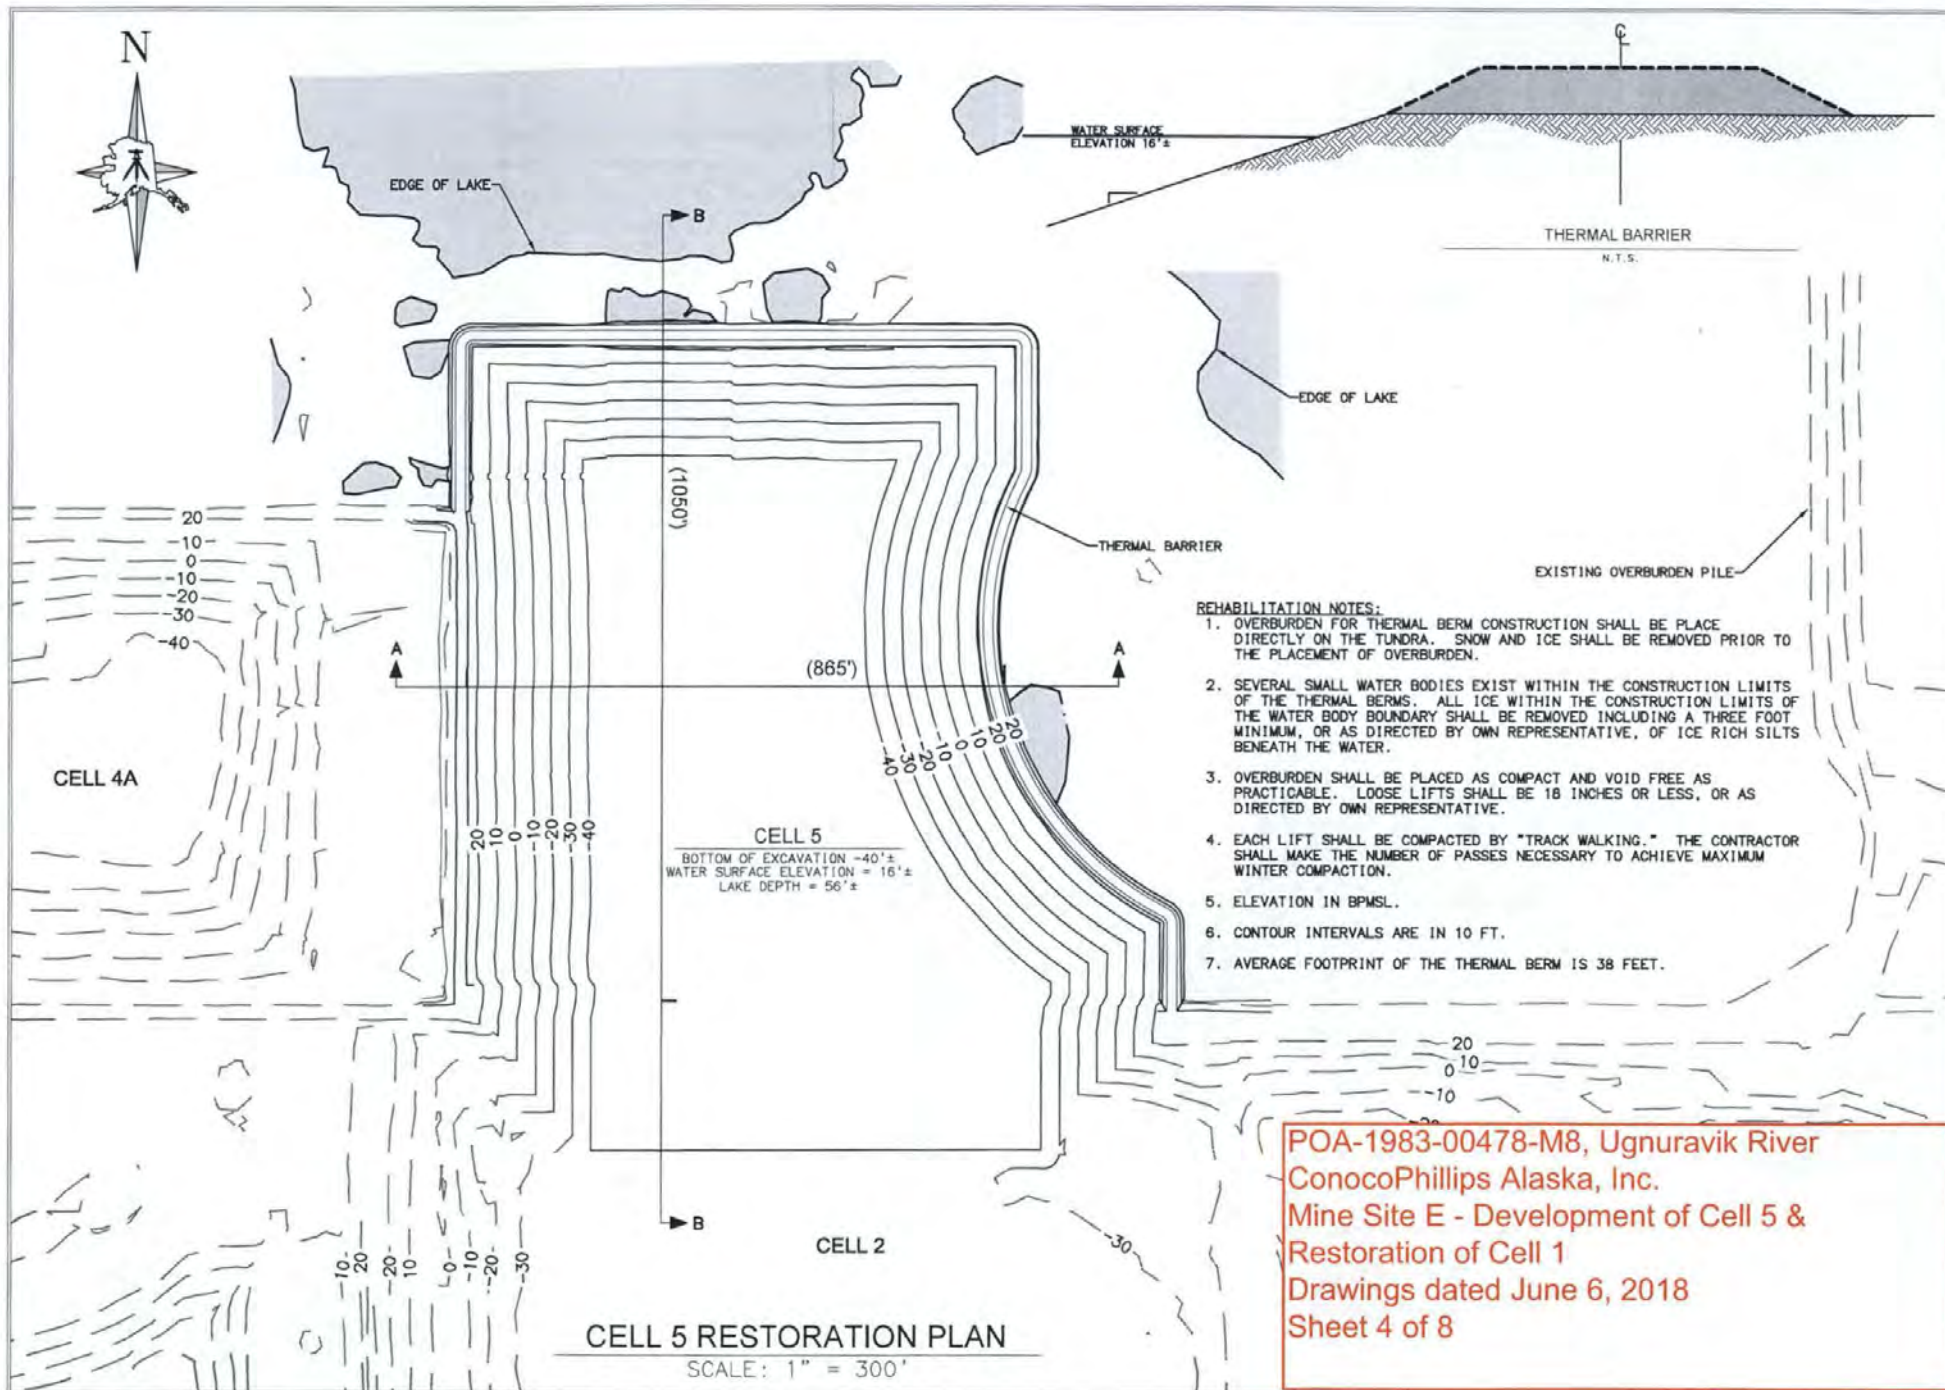 N
EDGE OF LAKE
B
WATER SURFACE
ELEVATION 16'±
℄
THERMAL BARRIER
N.T.S.
EDGE OF LAKE
(1050')
THERMAL BARRIER
EXISTING OVERBURDEN PILE
20
-10
0
-10
-20
-30
-40
A
(865')
A
CELL 4A
REHABILITATION NOTES:
1. OVERBURDEN FOR THERMAL BERM CONSTRUCTION SHALL BE PLACE
DIRECTLY ON THE TUNDRA. SNOW AND ICE SHALL BE REMOVED PRIOR TO
THE PLACEMENT OF OVERBURDEN.
2. SEVERAL SMALL WATER BODIES EXIST WITHIN THE CONSTRUCTION LIMITS
OF THE THERMAL BERMS. ALL ICE WITHIN THE CONSTRUCTION LIMITS OF
THE WATER BODY BOUNDARY SHALL BE REMOVED INCLUDING A THREE FOOT
MINIMUM, OR AS DIRECTED BY OWN REPRESENTATIVE, OF ICE RICH SILTS
BENEATH THE WATER.
3. OVERBURDEN SHALL BE PLACED AS COMPACT AND VOID FREE AS
PRACTICABLE. LOOSE LIFTS SHALL BE 18 INCHES OR LESS, OR AS
DIRECTED BY OWN REPRESENTATIVE.
4. EACH LIFT SHALL BE COMPACTED BY "TRACK WALKING." THE CONTRACTOR
SHALL MAKE THE NUMBER OF PASSES NECESSARY TO ACHIEVE MAXIMUM
WINTER COMPACTION.
5. ELEVATION IN BPMSL.
6. CONTOUR INTERVALS ARE IN 10 FT.
7. AVERAGE FOOTPRINT OF THE THERMAL BERM IS 38 FEET.
-40 -30 -20 -10 0 10 20 20
20 10 0 -10 -20 -30 -40
CELL 5
BOTTOM OF EXCAVATION -40'±
WATER SURFACE ELEVATION = 16'±
LAKE DEPTH = 56'±
20
10
0
-10
B
CELL 2
-30
-10 20 -20 10 0 -10 -20 -30
CELL 5 RESTORATION PLAN
SCALE: 1" = 300'
POA-1983-00478-M8, Ugnuravik River
ConocoPhillips Alaska, Inc.
Mine Site E - Development of Cell 5 &
Restoration of Cell 1
Drawings dated June 6, 2018
Sheet 4 of 8